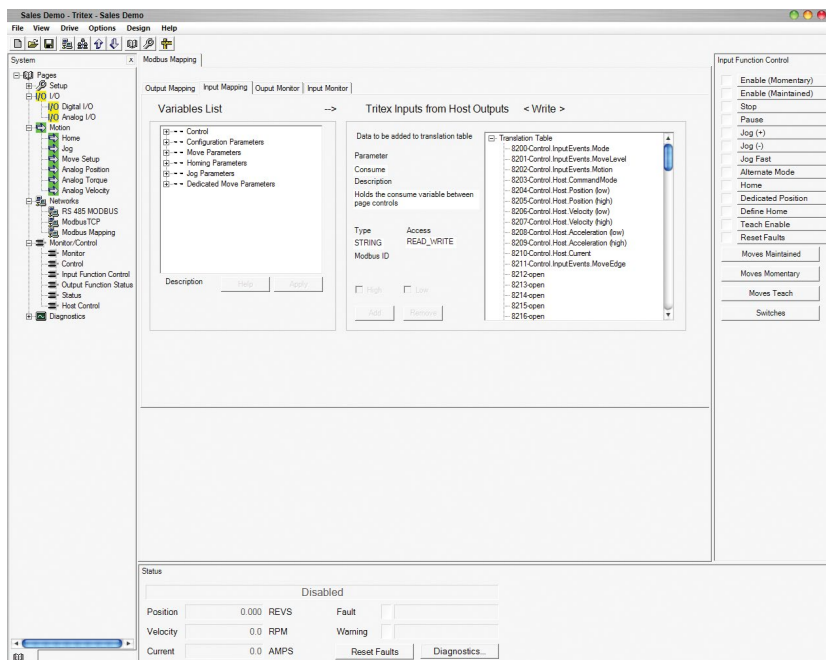 Sales Demo - Tritex - Sales Demo
File View Drive Options Design Help
System x
Pages
Setup
I/O I/O
I/O Digital I/O
I/O Analog I/O
Motion
Home
Jog
Move Setup
Analog Position
Analog Torque
Analog Velocity
Networks
RS 485 MODBUS
ModbusTCP
Modbus Mapping
Monitor/Control
Monitor
Control
Input Function Control
Output Function Status
Status
Host Control
Diagnostics
Modbus Mapping
Output Mapping Input Mapping Ouput Monitor Input Monitor
Variables List -->
Control
Configuration Parameters
Move Parameters
Homing Parameters
Jog Parameters
Dedicated Move Parameters
Description Help Apply
Tritex Inputs from Host Outputs < Write >
Data to be added to translation table
Parameter
Consume
Description
Holds the consume variable between
page controls
Type Access
STRING READ_WRITE
Modbus ID
High Low
Add Remove
Translation Table
8200-Control.InputEvents.Mode
8201-Control.InputEvents.MoveLevel
8202-Control.InputEvents.Motion
8203-Control.Host.CommandMode
8204-Control.Host.Position (low)
8205-Control.Host.Position (high)
8206-Control.Host.Velocity (low)
8207-Control.Host.Velocity (high)
8208-Control.Host.Acceleration (low)
8209-Control.Host.Acceleration (high)
8210-Control.Host.Current
8211-Control.InputEvents.MoveEdge
8212-open
8213-open
8214-open
8215-open
8216-open
Input Function Control
Enable (Momentary)
Enable (Maintained)
Stop
Pause
Jog (+)
Jog (-)
Jog Fast
Alternate Mode
Home
Dedicated Position
Define Home
Teach Enable
Reset Faults
Moves Maintained
Moves Momentary
Moves Teach
Switches
Status
Disabled
Position 0.000 REVS Fault
Velocity 0.0 RPM Warning
Current 0.0 AMPS Reset Faults Diagnostics...